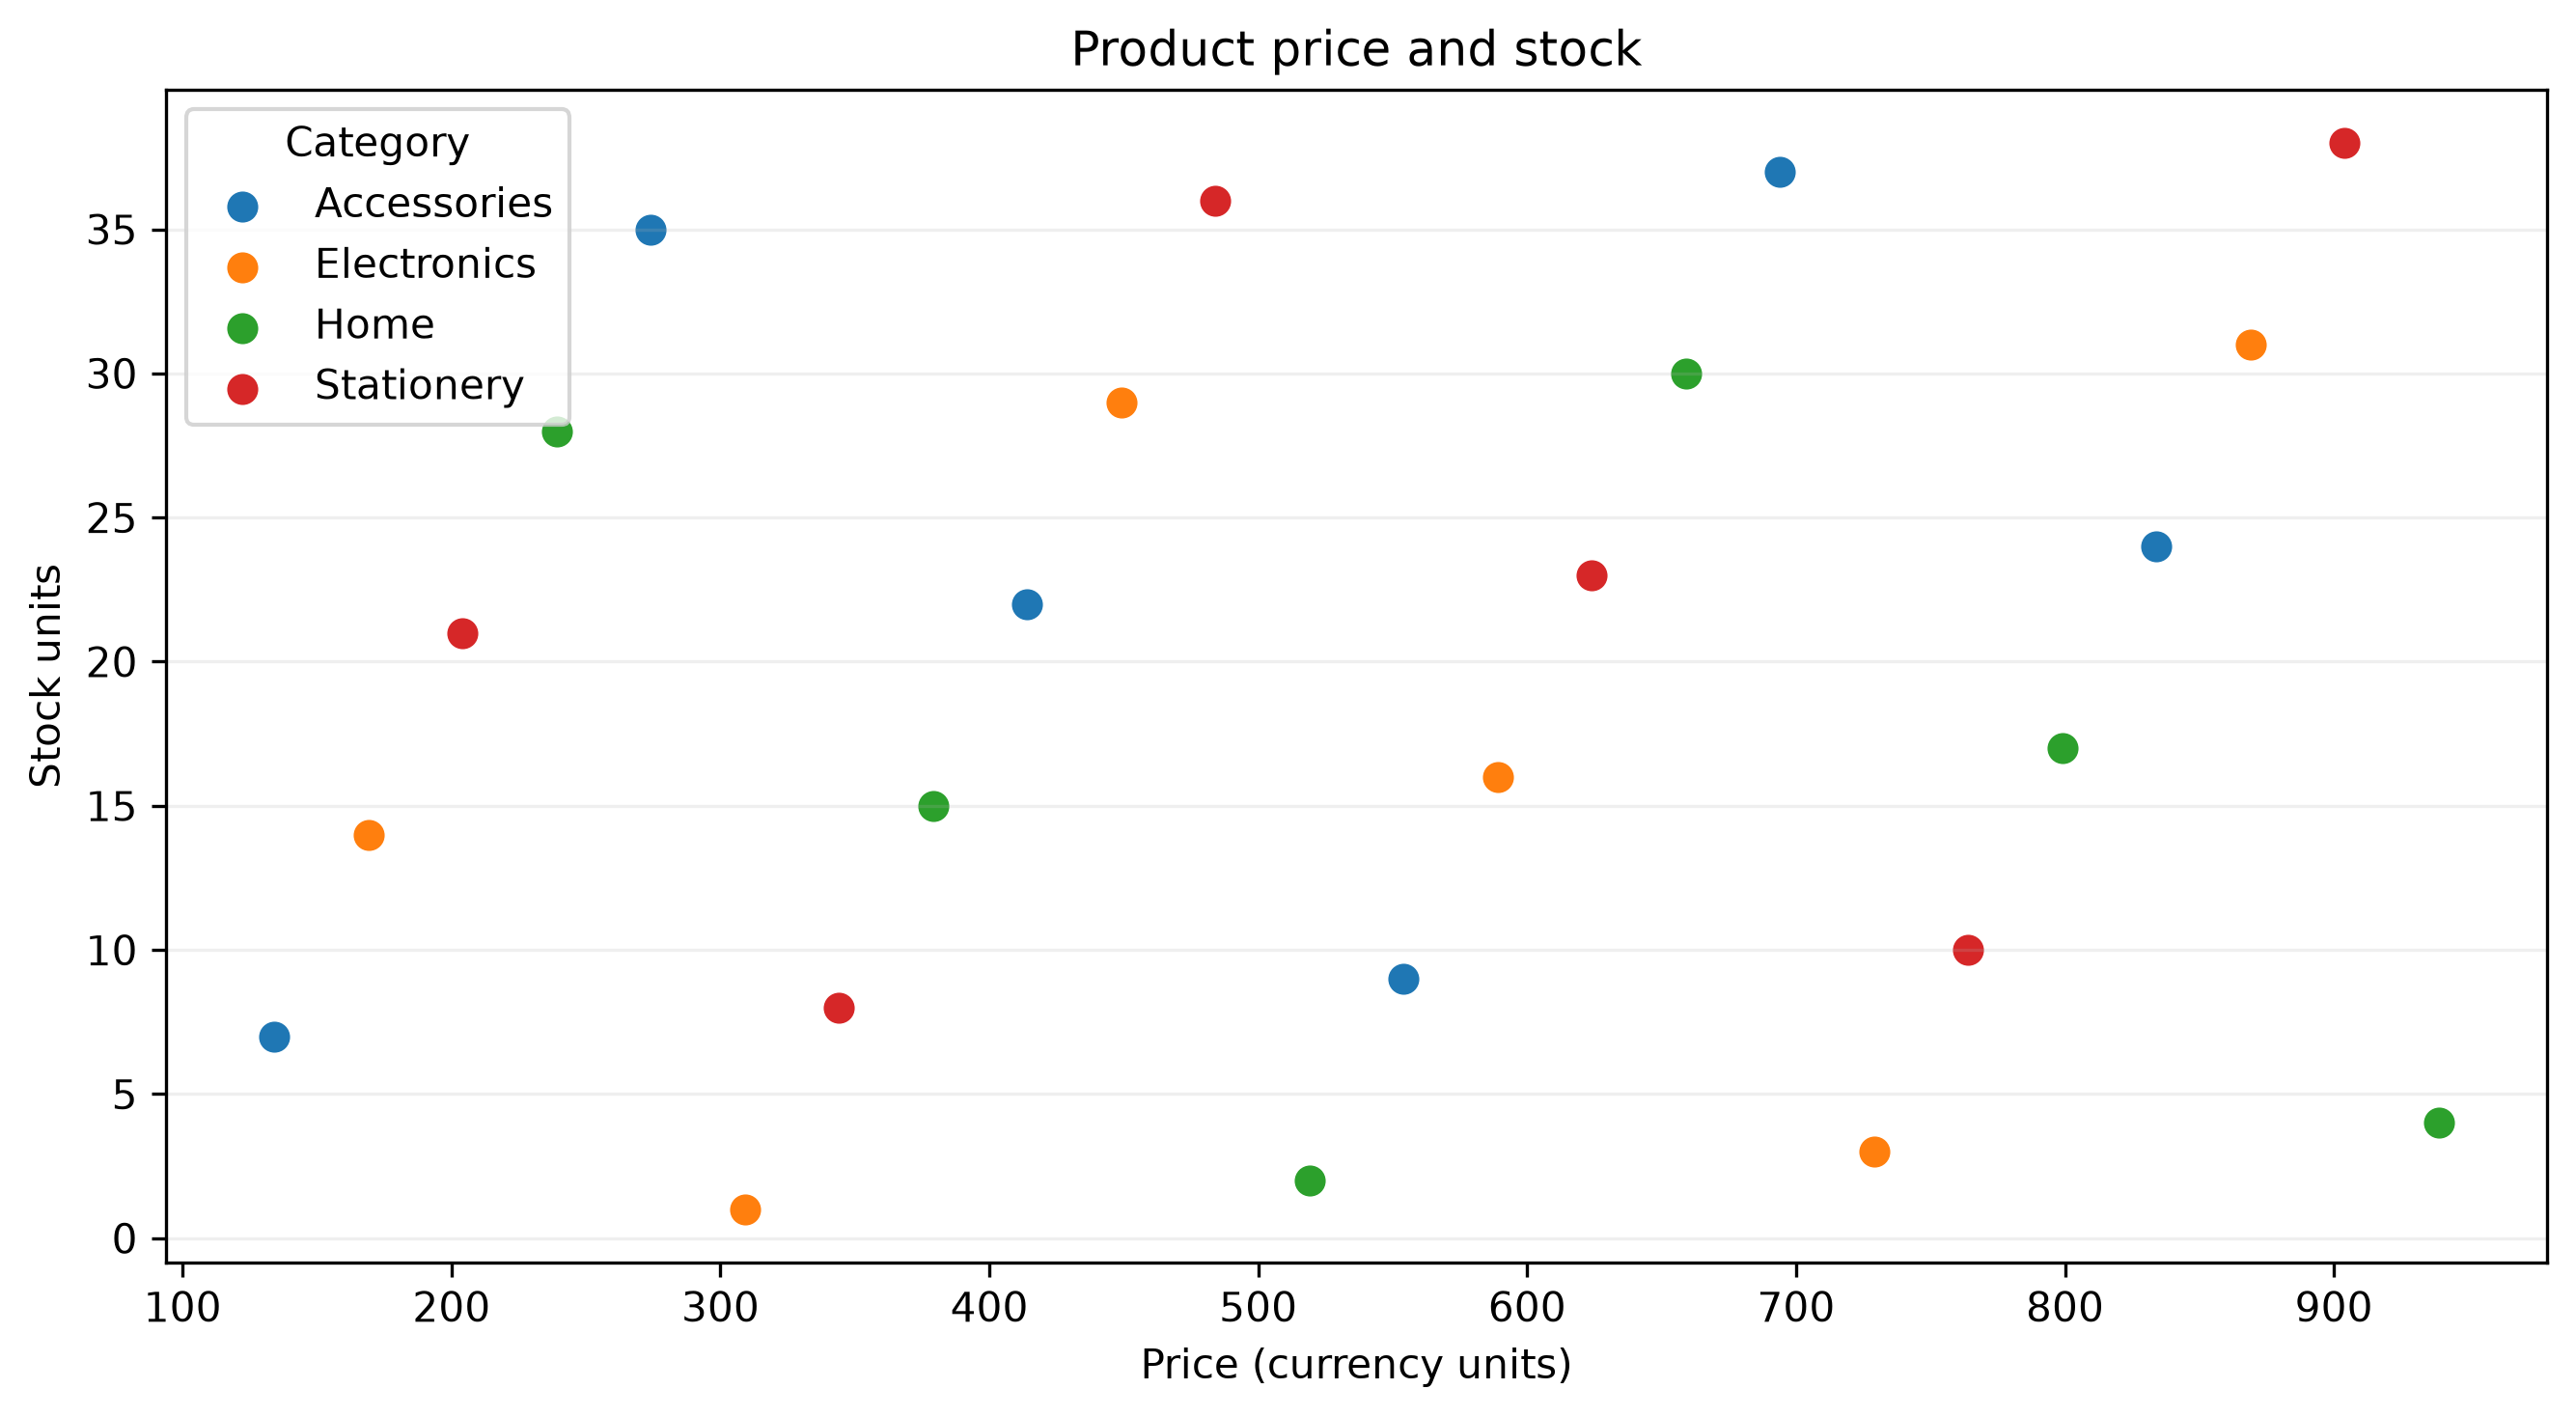 Product price and stock
Category
Accessories
Electronics
Home
Stationery
35
30
25
20
15
10
5
0
Stock units
100 200 300 400 500 600 700 800 900
Price (currency units)